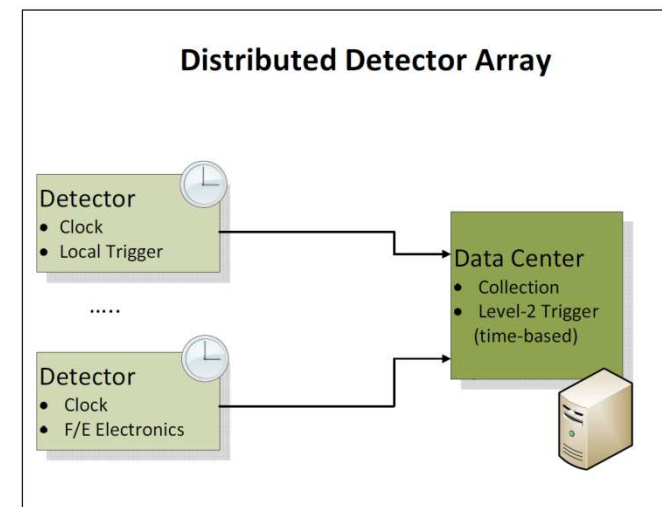 Distributed Detector Array
Detector
• Clock
• Local Trigger
.....
Detector
• Clock
• F/E Electronics
Data Center
• Collection
• Level-2 Trigger
(time-based)